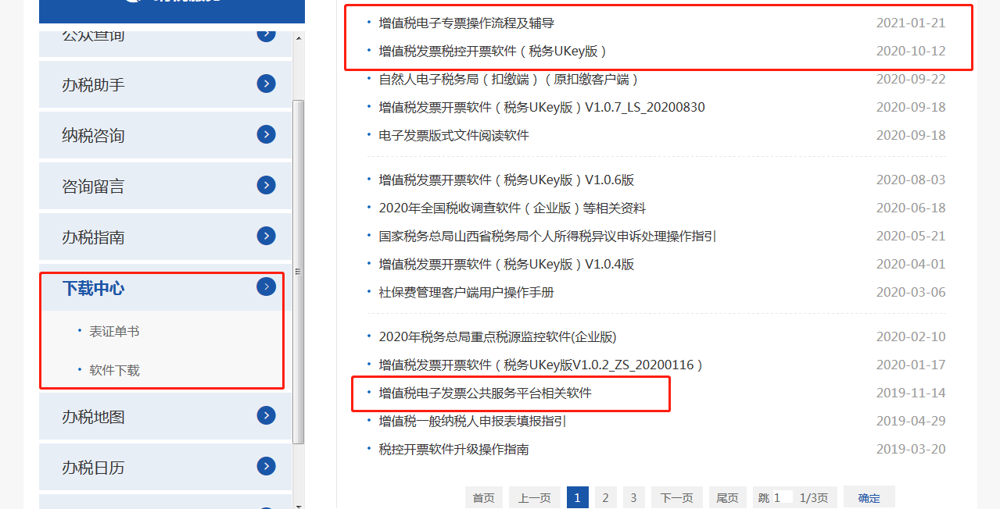 纳税服务
公众查询
办税助手
纳税咨询
咨询留言
办税指南
下载中心
表证单书
软件下载
办税地图
办税日历
增值税电子专票操作流程及辅导 2021-01-21
增值税发票税控开票软件（税务UKey版） 2020-10-12
自然人电子税务局（扣缴端）（原扣缴客户端） 2020-09-22
增值税发票开票软件（税务UKey版）V1.0.7_LS_20200830 2020-09-18
电子发票版式文件阅读软件 2020-09-18
增值税发票开票软件（税务UKey版）V1.0.6版 2020-08-03
2020年全国税收调查软件（企业版）等相关资料 2020-06-18
国家税务总局山西省税务局个人所得税异议申诉处理操作指引 2020-05-21
增值税发票开票软件（税务UKey版）V1.0.4版 2020-04-01
社保费管理客户端用户操作手册 2020-03-06
2020年税务总局重点税源监控软件(企业版) 2020-02-10
增值税发票开票软件（税务UKey版V1.0.2_ZS_20200116） 2020-01-17
增值税电子发票公共服务平台相关软件 2019-11-14
增值税一般纳税人申报表填报指引 2019-04-29
税控开票软件升级操作指南 2019-03-20
首页 上一页 1 2 3 下一页 尾页 跳 1 1/3页 确定